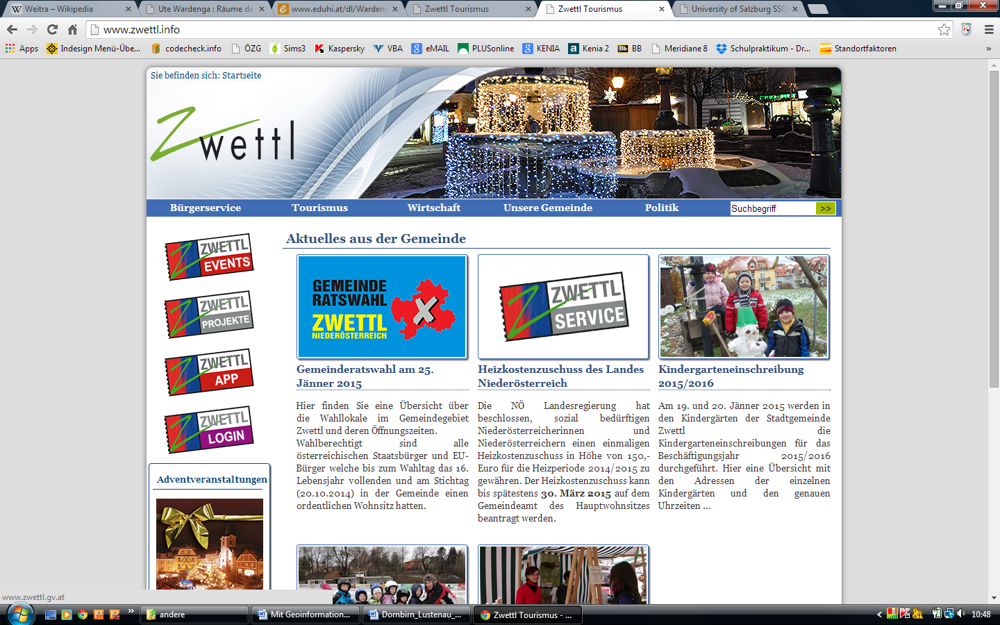 Weitra – Wikipedia
Ute Wardenga : Räume de
www.eduhi.at/dl/Wardeng
Zwettl Tourismus
Zwettl Tourismus
University of Salzburg SSO
www.zwettl.info
Apps
Indesign Menü-Übe...
codecheck.info
ÖZG
Sims3
Kaspersky
VBA
eMAIL
PLUSonline
KENIA
Kenia 2
BB
Meridiane 8
Schulpraktikum - Dr...
Standortfaktoren
»
Sie befinden sich: Startseite
Zwettl
Bürgerservice
Tourismus
Wirtschaft
Unsere Gemeinde
Politik
Suchbegriff
>>
ZWETTL
EVENTS
ZWETTL
PROJEKTE
ZWETTL
APP
ZWETTL
LOGIN
Adventveranstaltungen
Aktuelles aus der Gemeinde
GEMEINDE
RATSWAHL
ZWETTL
NIEDERÖSTERREICH
Gemeinderatswahl am 25.
Jänner 2015
Hier finden Sie eine Übersicht über
die Wahllokale im Gemeindegebiet
Zwettl und deren Öffnungszeiten.
Wahlberechtigt sind alle
österreichischen Staatsbürger und EU-
Bürger welche bis zum Wahltag das 16.
Lebensjahr vollenden und am Stichtag
(20.10.2014) in der Gemeinde einen
ordentlichen Wohnsitz hatten.
ZWETTL
SERVICE
Heizkostenzuschuss des Landes
Niederösterreich
Die NÖ Landesregierung hat
beschlossen, sozial bedürftigen
Niederösterreicherinnen und
Niederösterreichern einen einmaligen
Heizkostenzuschuss in Höhe von 150,-
Euro für die Heizperiode 2014/2015 zu
gewähren. Der Heizkostenzuschuss kann
bis spätestens 30. März 2015 auf dem
Gemeindeamt des Hauptwohnsitzes
beantragt werden.
Kindergarteneinschreibung
2015/2016
Am 19. und 20. Jänner 2015 werden in
den Kindergärten der Stadtgemeinde
Zwettl die
Kindergarteneinschreibungen für das
Beschäftigungsjahr 2015/2016
durchgeführt. Hier eine Übersicht mit
den Adressen der einzelnen
Kindergärten und den genauen
Uhrzeiten ...
www.zwettl.gv.at
»
andere
Mit Geoinformation...
Dornbirn_Lustenau_...
Zwettl Tourismus - ...
10:48